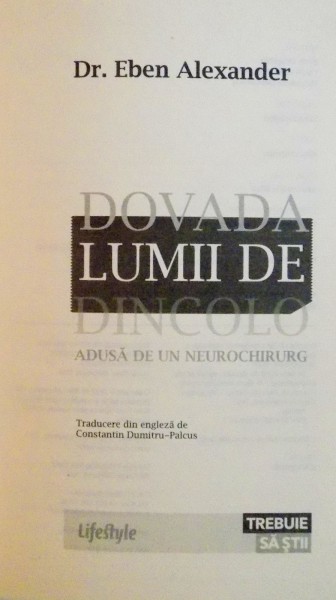 Dr. Eben Alexander
DOVADA
LUMII DE
DINCOLO
ADUSĂ DE UN NEUROCHIRURG
Traducere din engleză de
Constantin Dumitru–Palcus
Lifestyle
TREBUIE
SĂ ȘTII